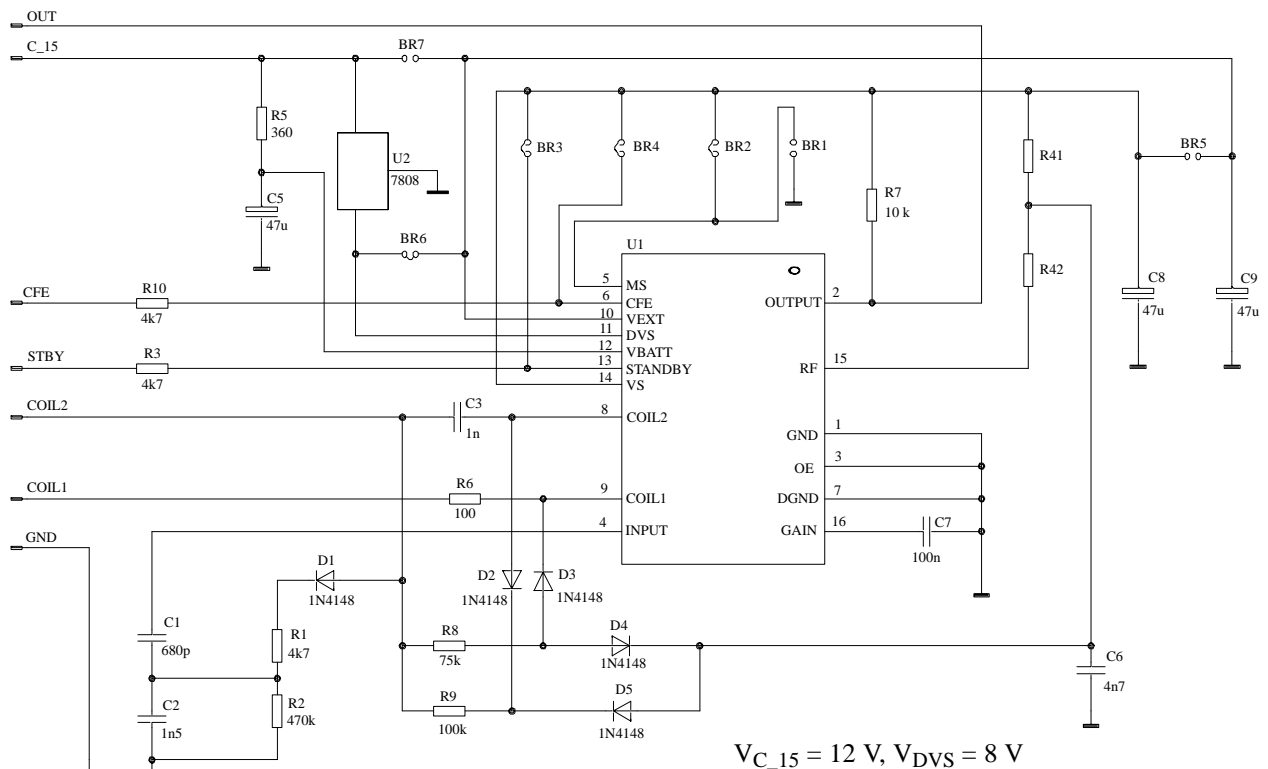 OUT
C_15
BR7
R5
360
U2
7808
BR3
BR4
BR2
BR1
R41
BR5
C5
47u
R7
10 k
BR6
U1
R42
C8
47u
C9
47u
CFE
R10
4k7
STBY
R3
4k7
5 MS
6 CFE
10 VEXT
11 DVS
12 VBATT
13 STANDBY
14 VS
OUTPUT 2
RF 15
COIL2
C3
1n
8 COIL2
GND 1
OE 3
COIL1
R6
100
9 COIL1
DGND 7
4 INPUT
GAIN 16
C7
100n
GND
D1
1N4148
D2
1N4148
D3
1N4148
C1
680p
R1
4k7
R8
75k
D4
1N4148
C6
4n7
C2
1n5
R2
470k
R9
100k
D5
1N4148
VC_15 = 12 V, VDVS = 8 V